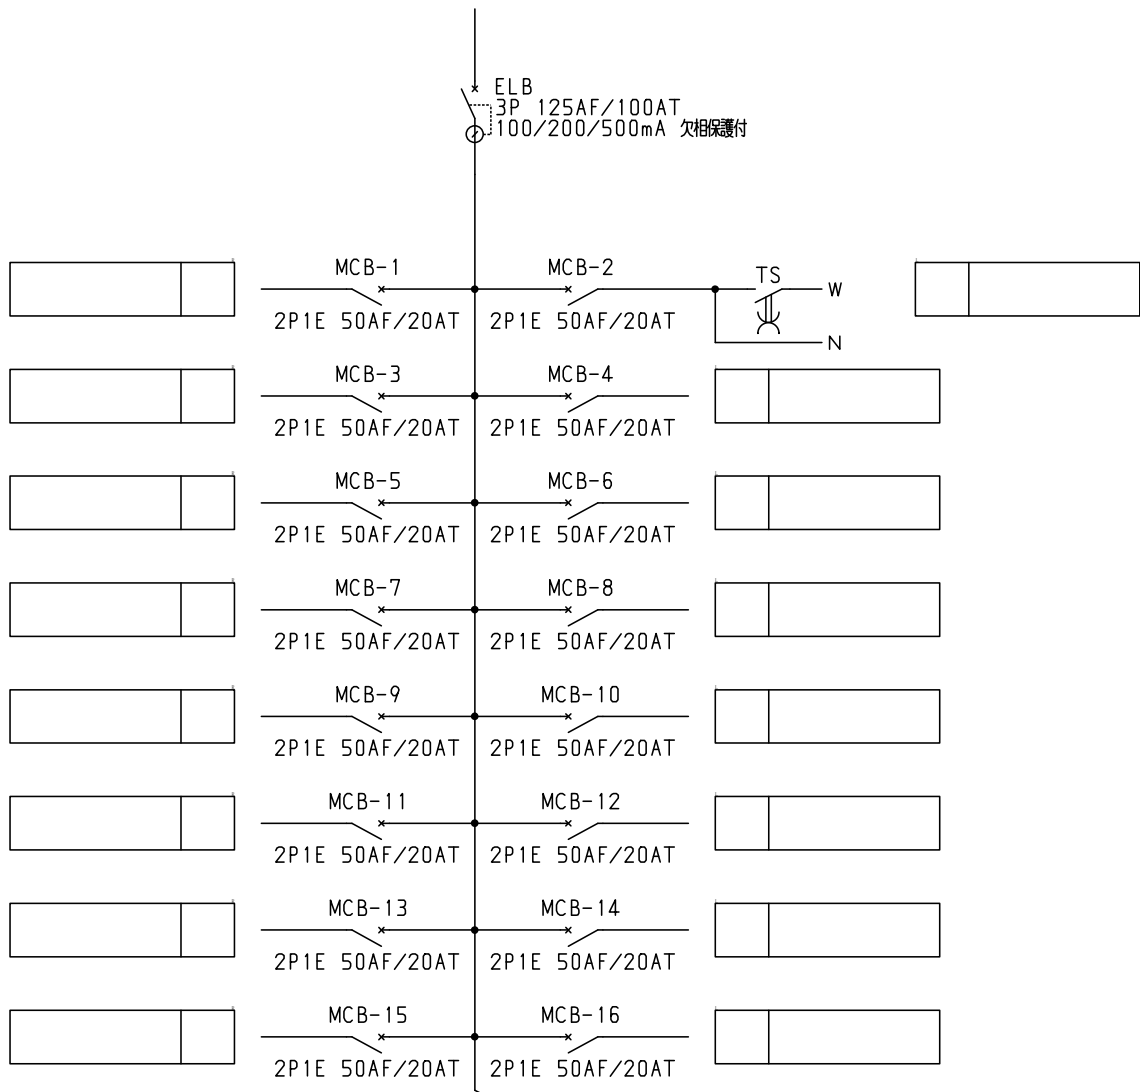 ELB
3P 125AF/100AT
100/200/500mA 欠相保護付
MCB-1 MCB-2 TS W
2P1E 50AF/20AT 2P1E 50AF/20AT
N
MCB-3 MCB-4
2P1E 50AF/20AT 2P1E 50AF/20AT
MCB-5 MCB-6
2P1E 50AF/20AT 2P1E 50AF/20AT
MCB-7 MCB-8
2P1E 50AF/20AT 2P1E 50AF/20AT
MCB-9 MCB-10
2P1E 50AF/20AT 2P1E 50AF/20AT
MCB-11 MCB-12
2P1E 50AF/20AT 2P1E 50AF/20AT
MCB-13 MCB-14
2P1E 50AF/20AT 2P1E 50AF/20AT
MCB-15 MCB-16
2P1E 50AF/20AT 2P1E 50AF/20AT